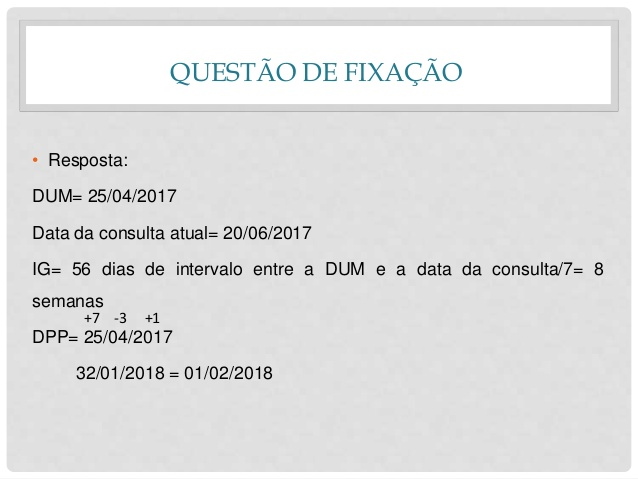 QUESTÃO DE FIXAÇÃO
• Resposta:
DUM= 25/04/2017
Data da consulta atual= 20/06/2017
IG= 56 dias de intervalo entre a DUM e a data da consulta/7= 8
semanas
+7 -3 +1
DPP= 25/04/2017
32/01/2018 = 01/02/2018